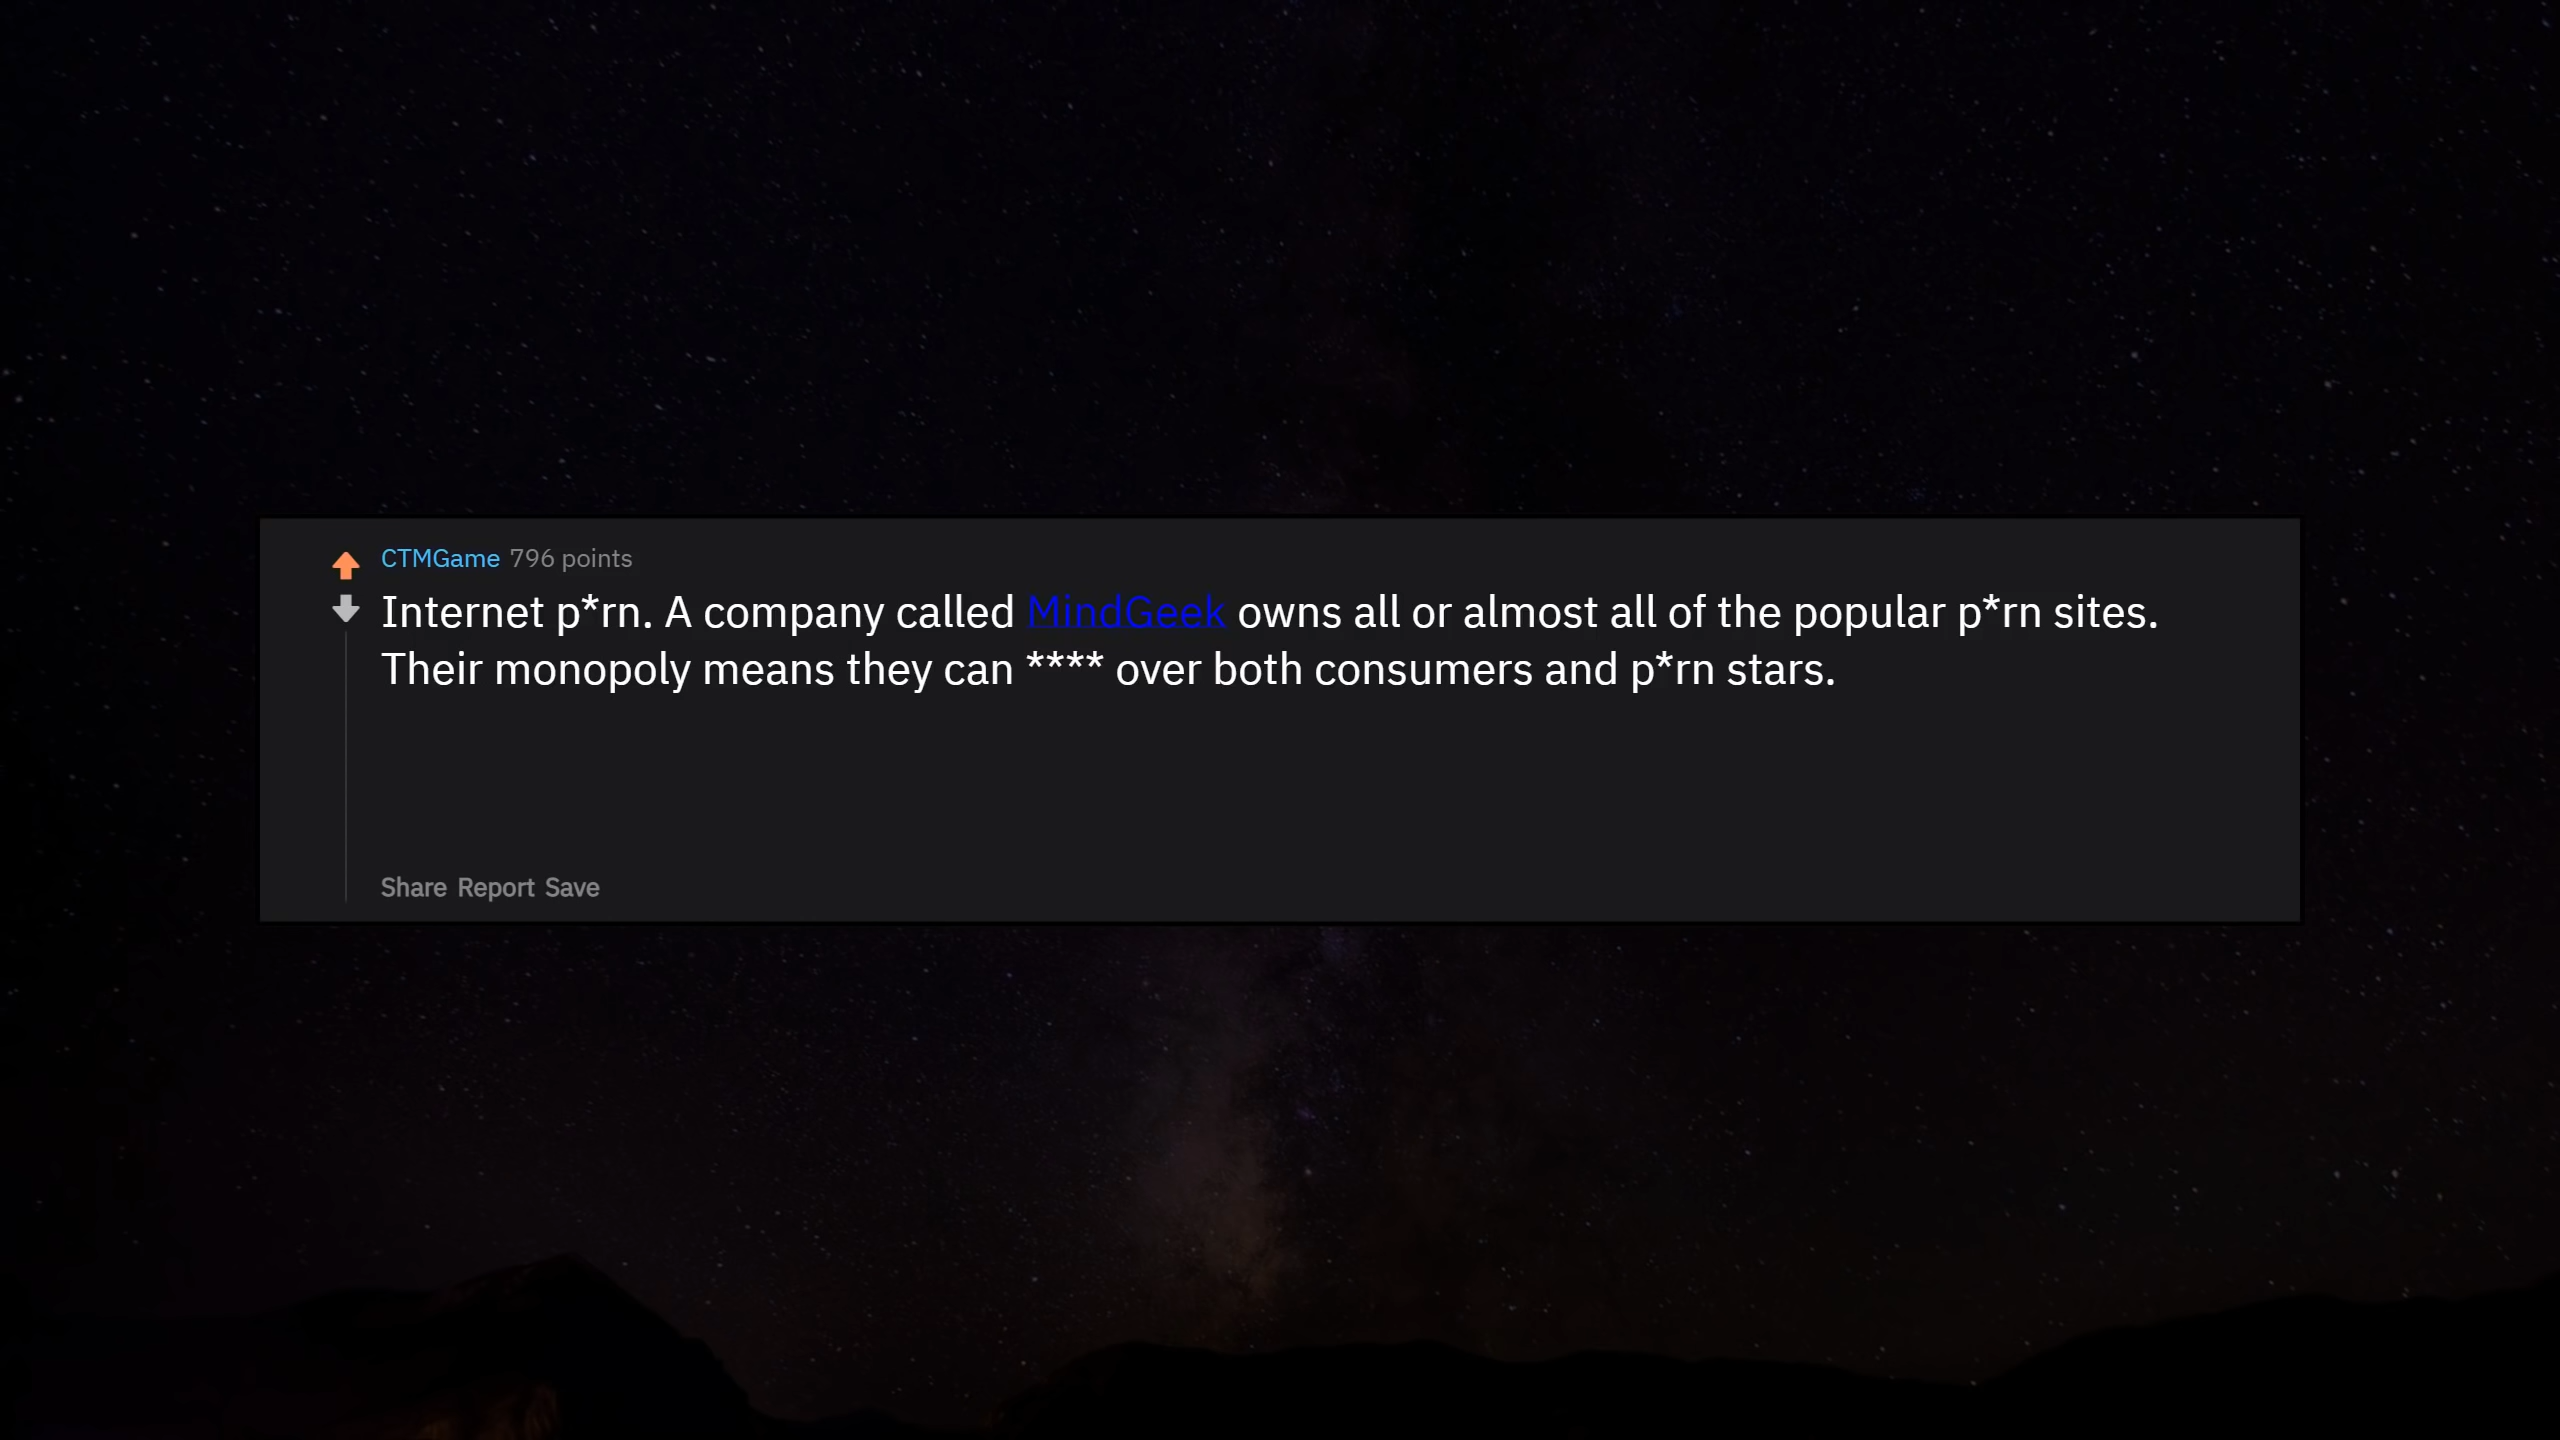 CTMGame 796 points
Internet p*rn. A company called MindGeek owns all or almost all of the popular p*rn sites.
Their monopoly means they can **** over both consumers and p*rn stars.
Share Report Save